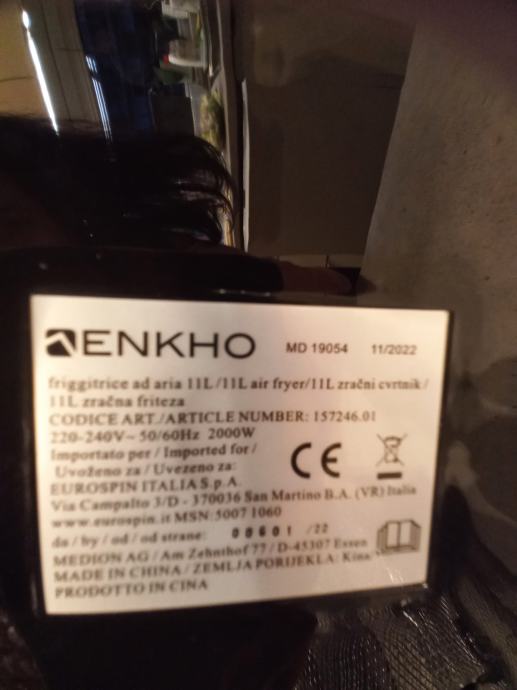 ENKHO MD 19054 11/2022
friggitrice ad aria 11L/11L air fryer/11L zračni cvrtnik/
11L zračna friteza
CODICE ART./ARTICLE NUMBER: 157246.01
220-240V~ 50/60Hz 2000W
Importato per / Imported for /
Uvoženo za / Uvezeno za:
CE
EUROSPIN ITALIA S.p.A.
Via Campalto 3/D - 370036 San Martino B.A. (VR) Italia
www.eurospin.it MSN: 5007 1060
da / by / od / od strane: 00601 /22
MEDION AG / Am Zehnthof 77 / D-45307 Essen
MADE IN CHINA / ZEMLJA PORIJEKLA: Kina/
PRODOTTO IN CINA